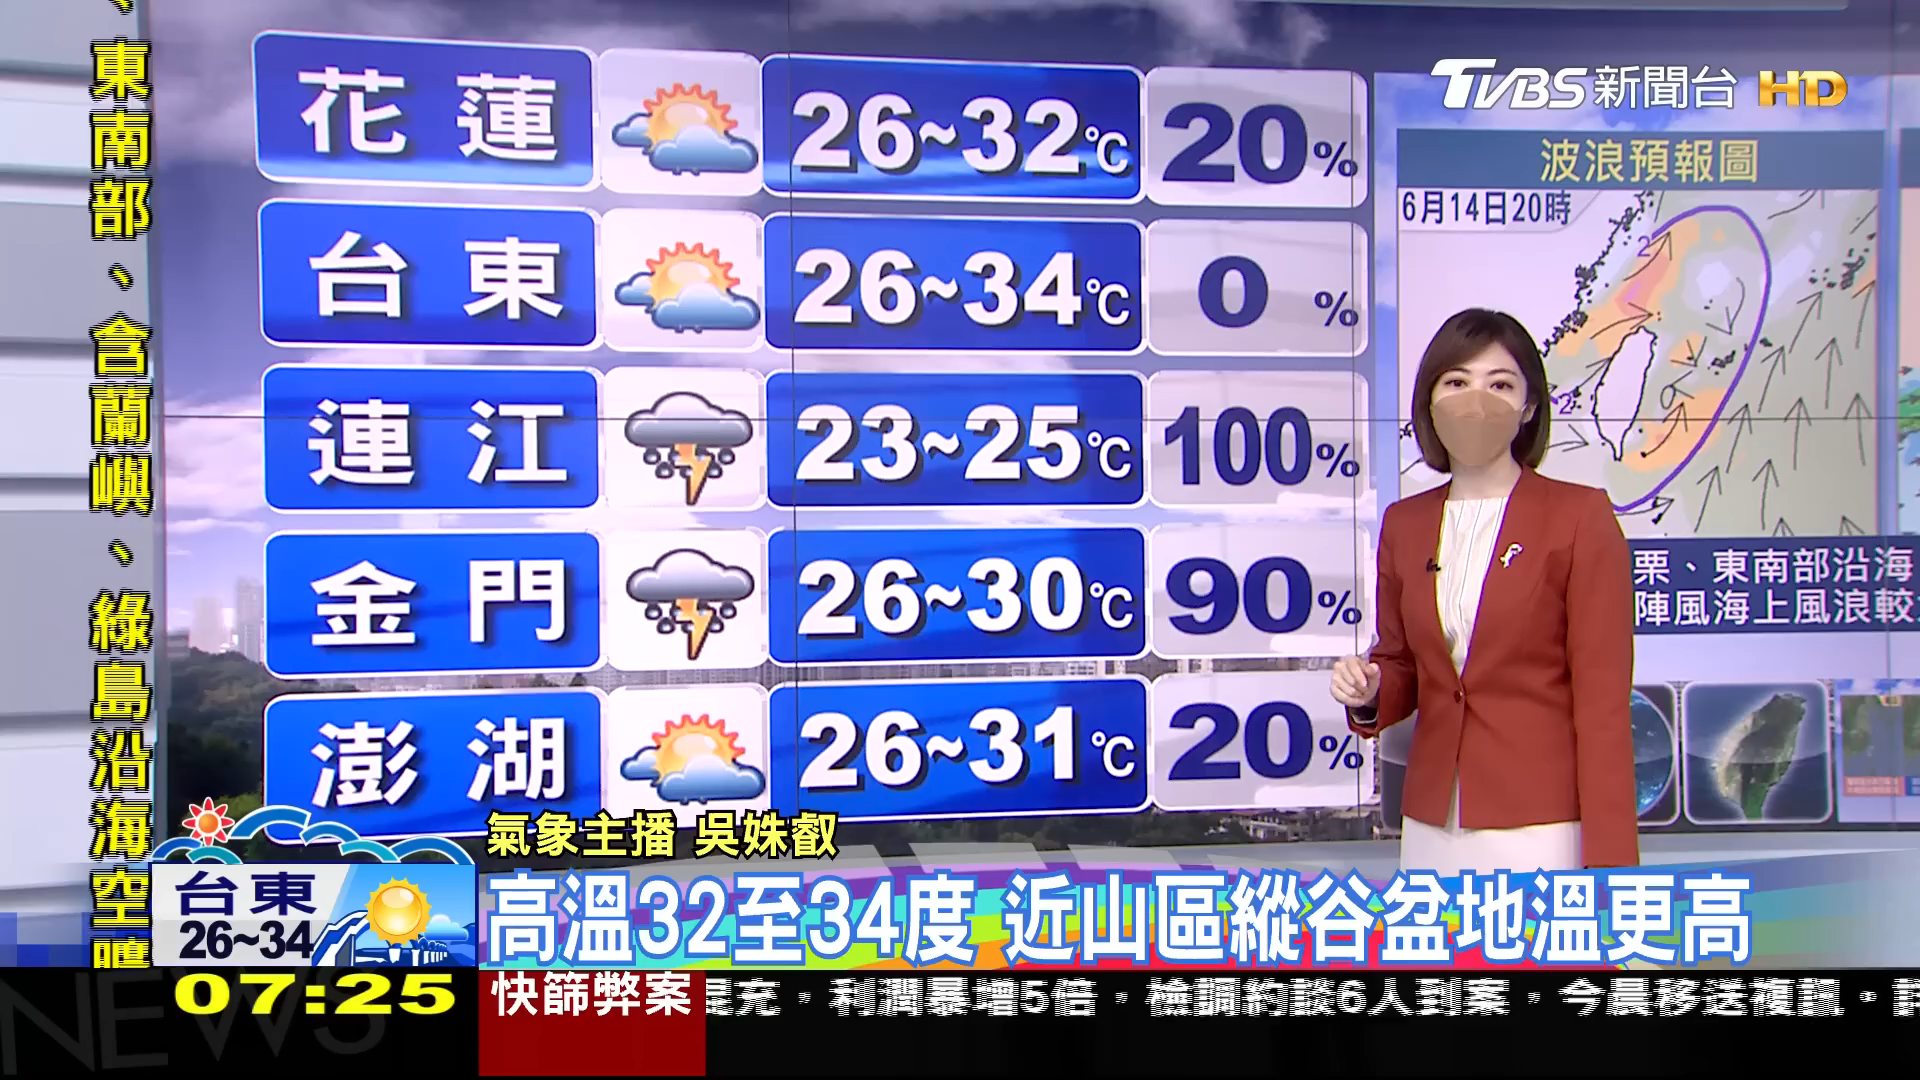 、東南部、含蘭嶼、綠島沿海空曠
花蓮 26~32℃ 20%
台東 26~34℃ 0%
連江 23~25℃ 100%
金門 26~30℃ 90%
澎湖 26~31℃ 20%
TVBS新聞台 HD
波浪預報圖
6月14日20時
2
2
栗、東南部沿海
陣風海上風浪較
氣象主播 吳姝叡
台東
26~34
高溫32至34度 近山區縱谷盆地溫更高
NEWS
07:25
快篩弊案
混充，利潤暴增5倍，檢調約談6人到案，今晨移送複訊。